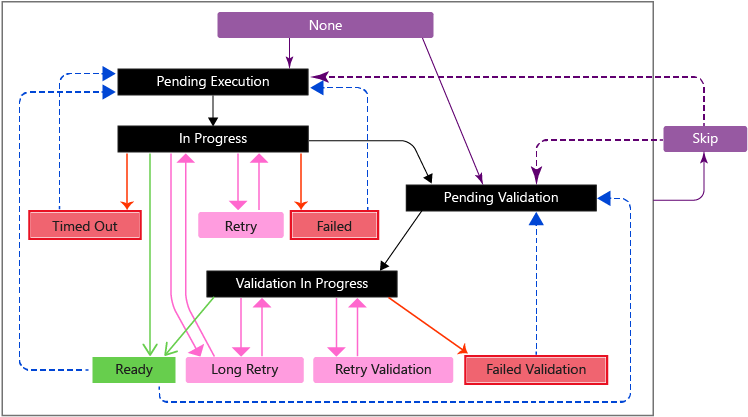 None
Pending Execution
In Progress
Skip
Pending Validation
Timed Out
Retry
Failed
Validation In Progress
Ready
Long Retry
Retry Validation
Failed Validation